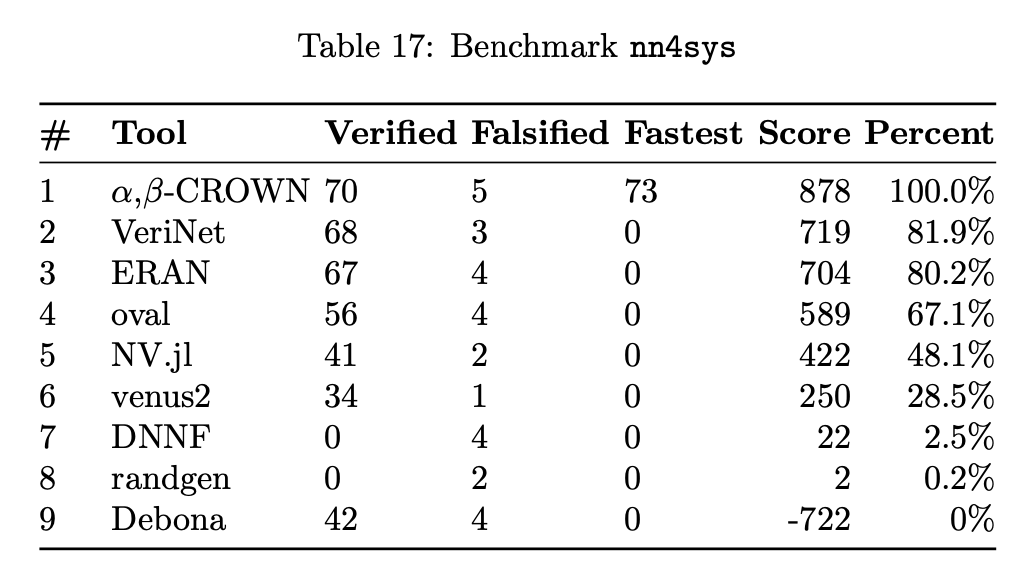 Table 17: Benchmark nn4sys
# Tool Verified Falsified Fastest Score Percent
1 α,β-CROWN 70 5 73 878 100.0%
2 VeriNet 68 3 0 719 81.9%
3 ERAN 67 4 0 704 80.2%
4 oval 56 4 0 589 67.1%
5 NV.jl 41 2 0 422 48.1%
6 venus2 34 1 0 250 28.5%
7 DNNF 0 4 0 22 2.5%
8 randgen 0 2 0 2 0.2%
9 Debona 42 4 0 -722 0%